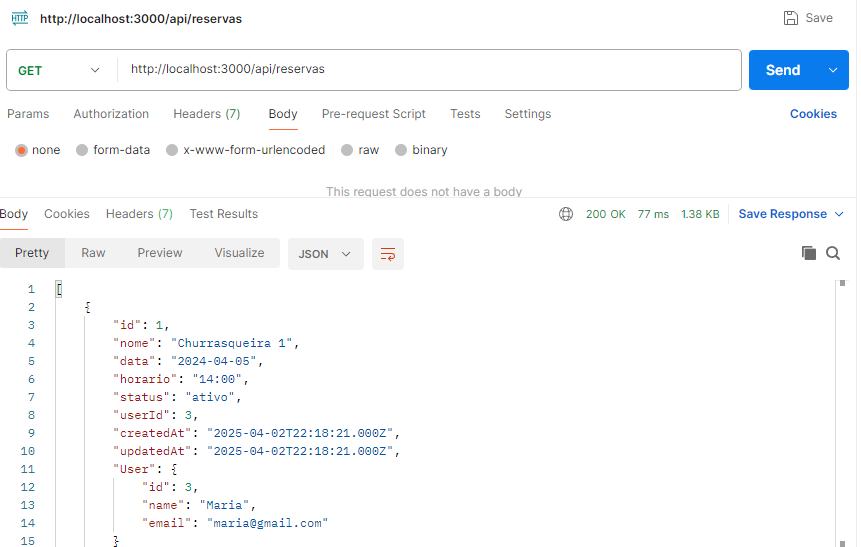 HTTP http://localhost:3000/api/reservas Save
GET http://localhost:3000/api/reservas Send
Params Authorization Headers (7) Body Pre-request Script Tests Settings Cookies
none form-data x-www-form-urlencoded raw binary
This request does not have a body
Body Cookies Headers (7) Test Results 200 OK 77 ms 1.38 KB Save Response
Pretty Raw Preview Visualize JSON
1 [
2 {
3 "id": 1,
4 "nome": "Churrasqueira 1",
5 "data": "2024-04-05",
6 "horario": "14:00",
7 "status": "ativo",
8 "userId": 3,
9 "createdAt": "2025-04-02T22:18:21.000Z",
10 "updatedAt": "2025-04-02T22:18:21.000Z",
11 "User": {
12 "id": 3,
13 "name": "Maria",
14 "email": "maria@gmail.com"
15 }